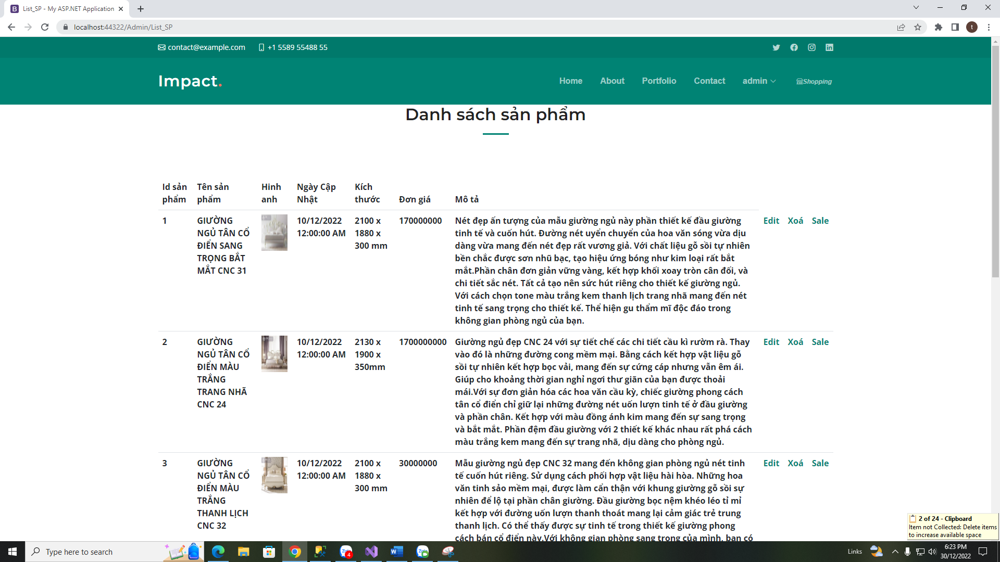 List_SP - My ASP.NET Application
localhost:44322/Admin/List_SP
contact@example.com +1 5589 55488 55
Impact.
Home About Portfolio Contact admin Shopping
Danh sách sản phẩm
Id sản phẩm
Tên sản phẩm
Hinh anh
Ngày Cập Nhật
Kích thước
Đơn giá
Mô tả
1
GIƯỜNG
NGỦ TÂN CỔ
ĐIỂN SANG
TRỌNG BẮT
MẮT CNC 31
10/12/2022
12:00:00 AM
2100 x
1880 x
300 mm
170000000
Nét đẹp ấn tượng của mẫu giường ngủ này phần thiết kế đầu giường
tinh tế và cuốn hút. Đường nét uyển chuyển của hoa văn sóng vừa dịu
dàng vừa mang đến nét đẹp rất vương giả. Với chất liệu gỗ sồi tự nhiên
bền chắc được sơn nhũ bạc, tạo hiệu ứng bóng như kim loại rất bắt
mắt.Phần chân đơn giản vững vàng, kết hợp khối xoay tròn cân đối, và
chi tiết sắc nét. Tất cả tạo nên sức hút riêng cho thiết kế giường ngủ.
Với cách chọn tone màu trắng kem thanh lịch trang nhã mang đến nét
tinh tế sang trọng cho thiết kế. Thể hiện gu thẩm mĩ độc đáo trong
không gian phòng ngủ của bạn.
Edit Xoá Sale
2
GIƯỜNG
NGỦ TÂN CỔ
ĐIỂN MÀU
TRẮNG
TRANG NHÃ
CNC 24
10/12/2022
12:00:00 AM
2130 x
1900 x
350mm
1700000000
Giường ngủ đẹp CNC 24 với sự tiết chế các chi tiết cầu kì rườm rà. Thay
vào đó là những đường cong mềm mại. Bằng cách kết hợp vật liệu gỗ
sồi tự nhiên kết hợp bọc vải, mang đến sự cứng cáp nhưng vẫn êm ái.
Giúp cho khoảng thời gian nghỉ ngơi thư giãn của bạn được thoải
mái.Với sự đơn giản hóa các hoa văn cầu kỳ, chiếc giường phong cách
tân cổ điển chỉ giữ lại những đường nét uốn lượn tinh tế ở đầu giường
và phần chân. Kết hợp với màu đồng ánh kim mang đến sự sang trọng
và bắt mắt. Phần đệm đầu giường với 2 thiết kế khác nhau rất phá cách
màu trắng kem mang đến sự trang nhã, dịu dàng cho phòng ngủ.
Edit Xoá Sale
3
GIƯỜNG
NGỦ TÂN CỔ
ĐIỂN MÀU
TRẮNG
THANH LỊCH
CNC 32
10/12/2022
12:00:00 AM
2100 x
1880 x
300 mm
30000000
Mẫu giường ngủ đẹp CNC 32 mang đến không gian phòng ngủ nét tinh
tế cuốn hút riêng. Sử dụng cách phối hợp vật liệu hài hòa. Những hoa
văn tinh sảo mềm mại, được làm cẩn thận với khung giường gỗ sồi sự
nhiên để lộ tại phần chân giường. Đầu giường bọc nệm khéo léo tỉ mỉ
kết hợp với đường uốn lượn thanh thoát mang lại cảm giác trẻ trung
thanh lịch. Có thể thấy được sự tinh tế trong thiết kế giường phong
cách bán cổ điển này.Với không gian phòng sang trọng của mình, bạn có
Edit Xoá Sale
2 of 24 - Clipboard
Item not Collected: Delete items
to increase available space
Type here to search
4
Links
6:23 PM
30/12/2022